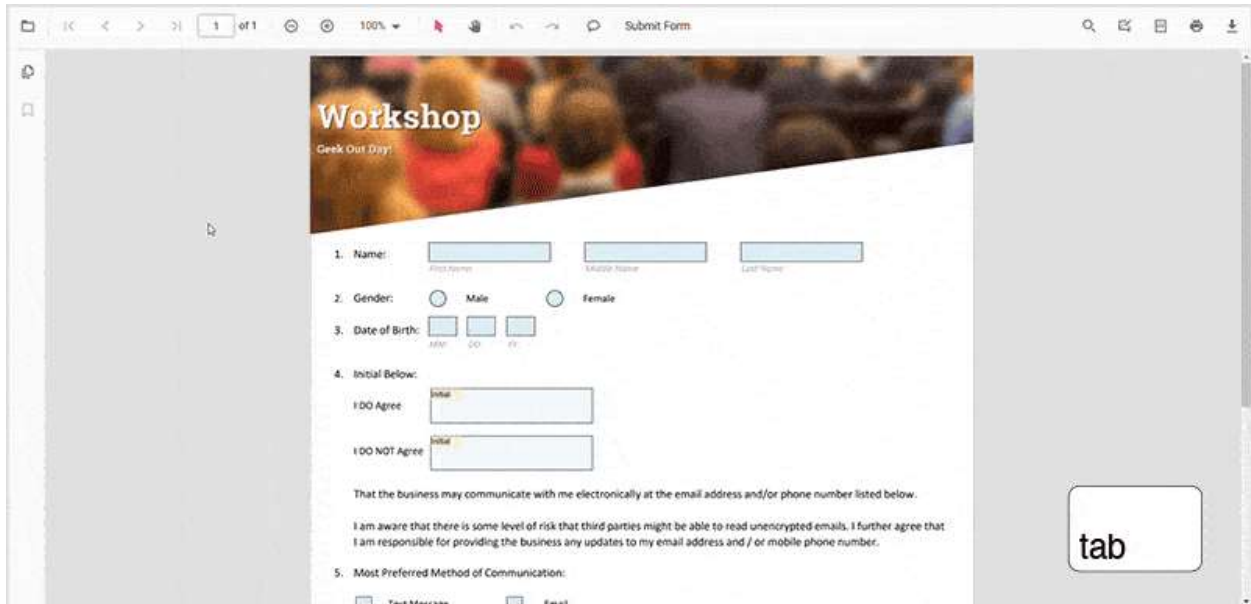 1 of 1 100% Submit Form
Workshop
Geek Out Day!
1. Name:
First Name Middle Name Last Name
2. Gender: Male Female
3. Date of Birth:
MM DD YY
4. Initial Below:
Initial
I DO Agree
Initial
I DO NOT Agree
That the business may communicate with me electronically at the email address and/or phone number listed below.
I am aware that there is some level of risk that third parties might be able to read unencrypted emails. I further agree that
I am responsible for providing the business any updates to my email address and / or mobile phone number.
tab
5. Most Preferred Method of Communication:
Text Message Email